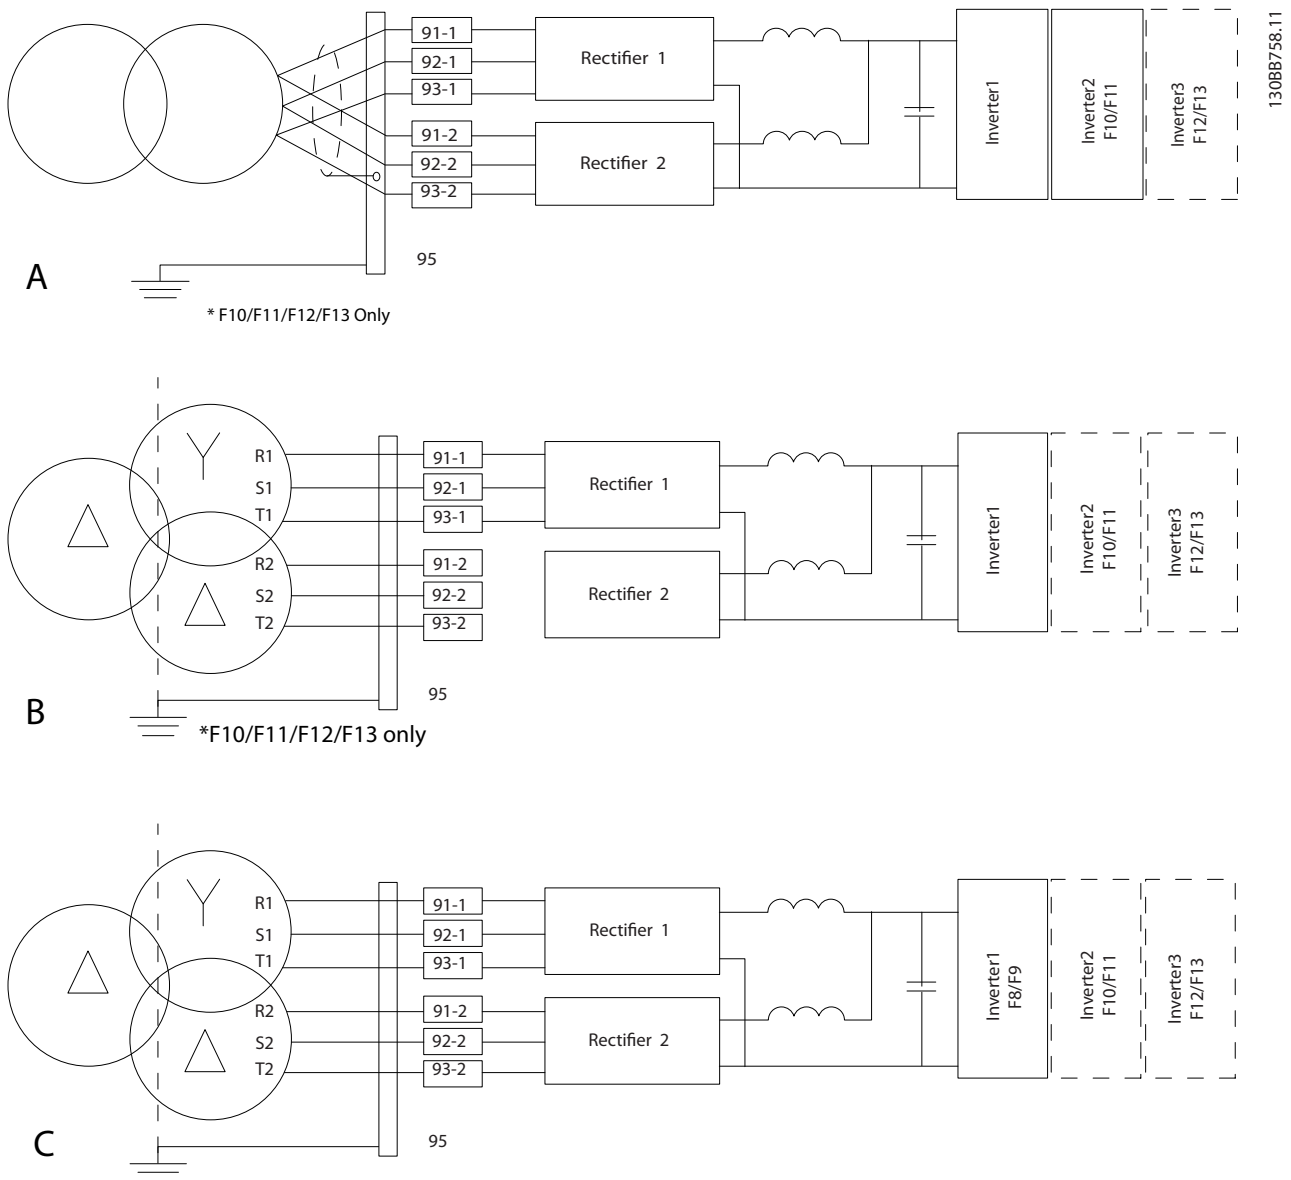 91-1
92-1
93-1
91-2
92-2
93-2
Rectifier 1
Rectifier 2
Inverter1
Inverter2
F10/F11
Inverter3
F12/F13
130BB758.11
95
A
* F10/F11/F12/F13 Only
R1
S1
T1
R2
S2
T2
91-1
92-1
93-1
91-2
92-2
93-2
Rectifier 1
Rectifier 2
Inverter1
Inverter2
F10/F11
Inverter3
F12/F13
95
B
*F10/F11/F12/F13 only
R1
S1
T1
R2
S2
T2
91-1
92-1
93-1
91-2
92-2
93-2
Rectifier 1
Rectifier 2
Inverter1
F8/F9
Inverter2
F10/F11
Inverter3
F12/F13
95
C